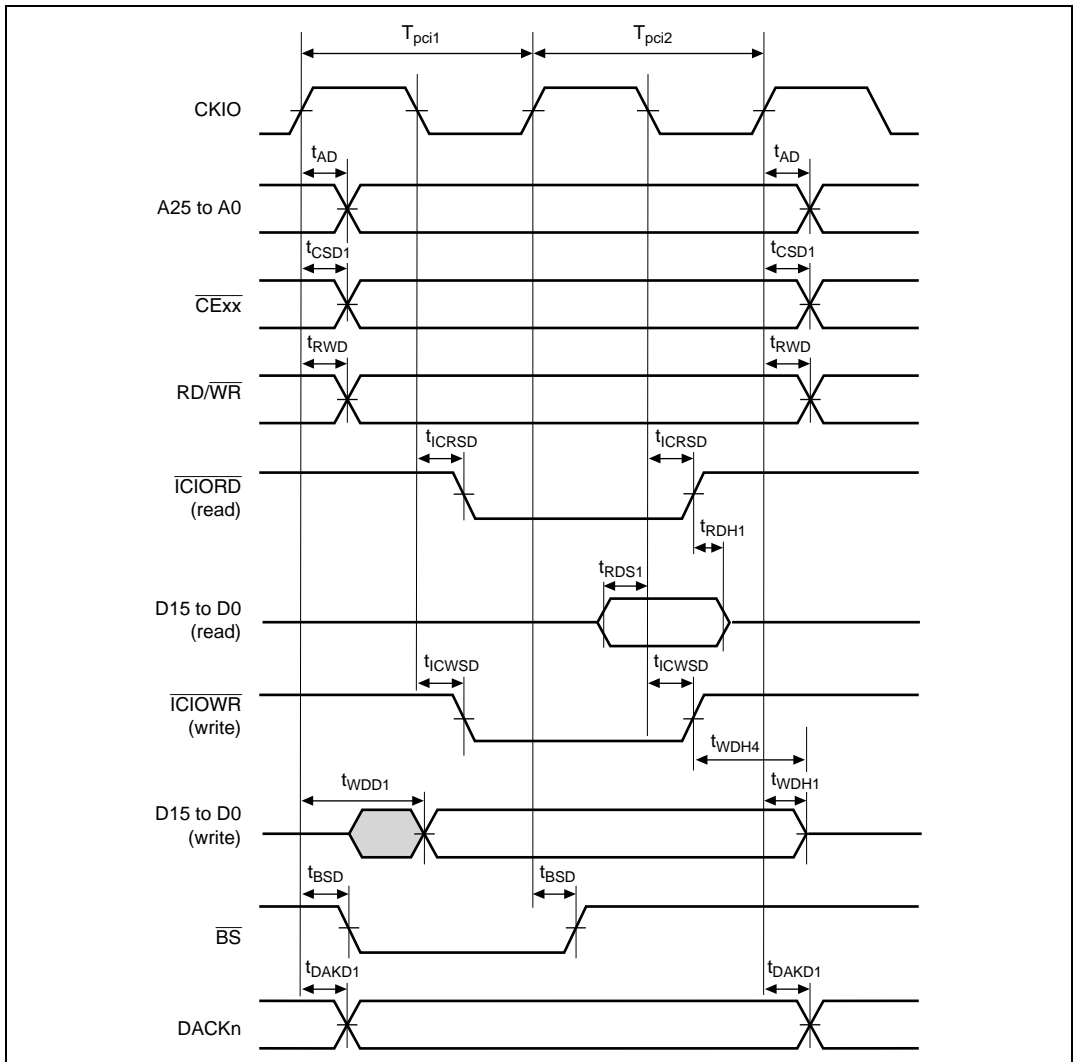 Tpci1 Tpci2
CKIO
tAD tAD
A25 to A0
tCSD1 tCSD1
CExx
tRWD tRWD
RD/WR
tICRSD tICRSD
ICIORD
(read)
tRDH1
tRDS1
D15 to D0
(read)
tICWSD tICWSD
ICIOWR
(write)
tWDH4
tWDD1 tWDH1
D15 to D0
(write)
tBSD tBSD
BS
tDAKD1 tDAKD1
DACKn